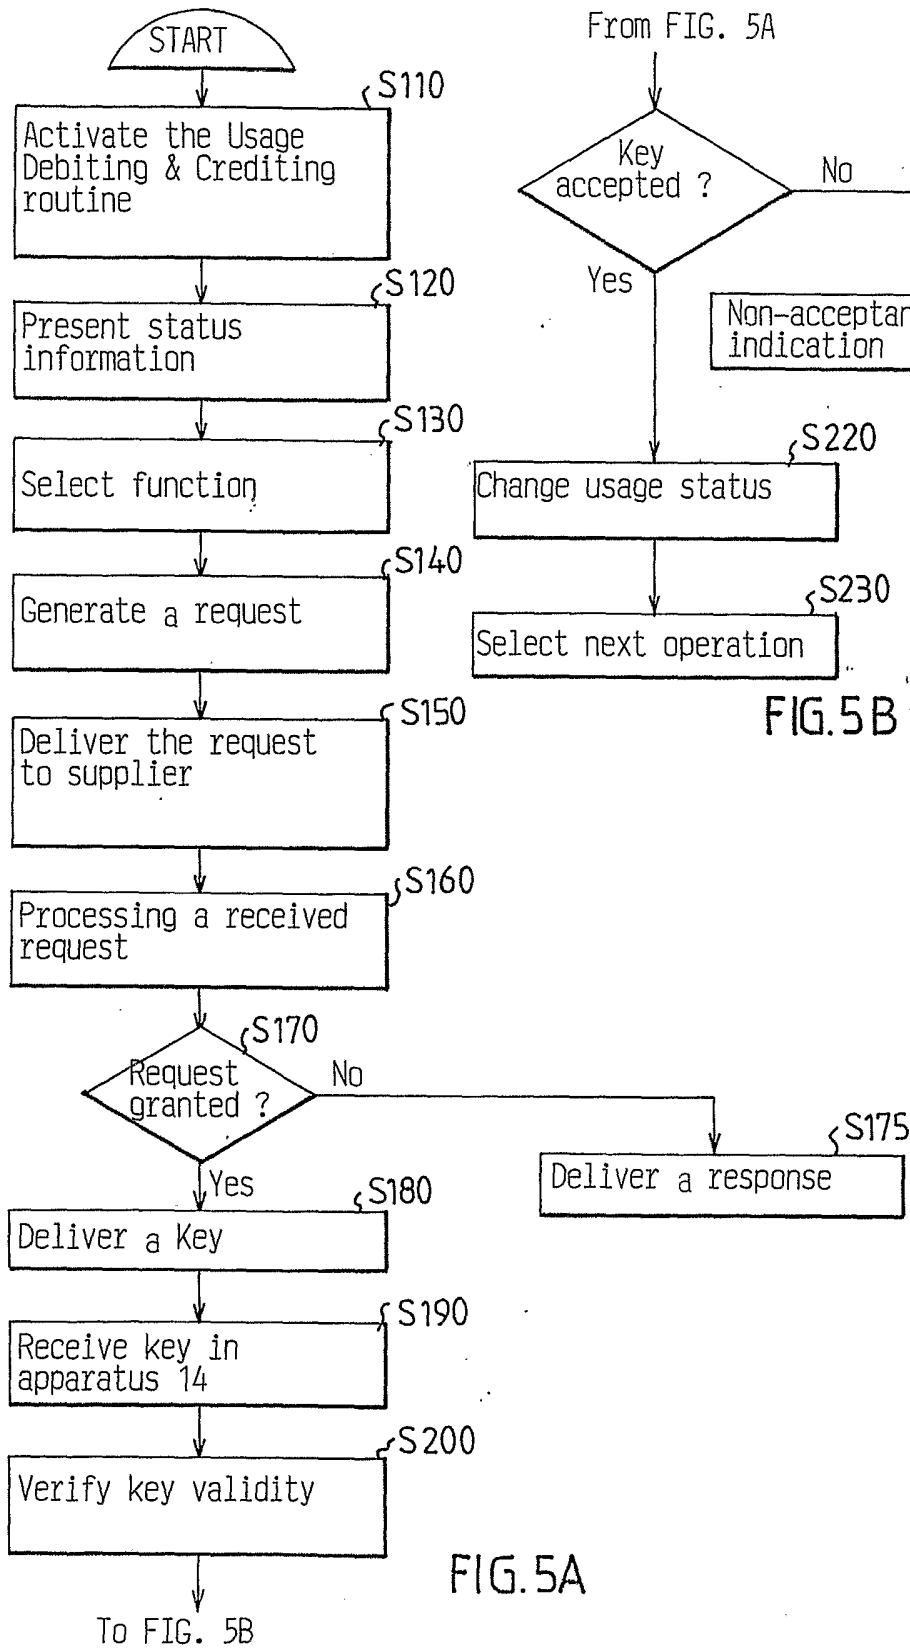 START
S110
Activate the Usage
Debiting & Crediting
routine
S120
Present status
information
S130
Select function
S140
Generate a request
S150
Deliver the request
to supplier
S160
Processing a received
request
S170
Request
granted ?
No
Yes
S175
Deliver a response
S180
Deliver a Key
S190
Receive key in
apparatus 14
S200
Verify key validity
To FIG. 5B
FIG.5A
From FIG. 5A
Key
accepted ?
No
Yes
Non-acceptan
indication
S220
Change usage status
S230
Select next operation
FIG.5B